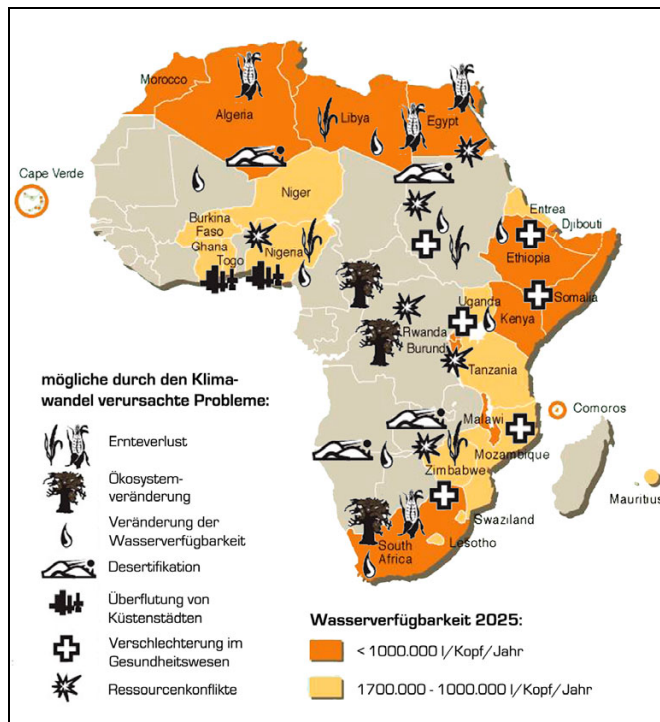 Morocco
Algeria
Libya
Egypt
Cape Verde
Niger
Burkina
Faso
Ghana
Togo
Nigeria
Entrea
Djibouti
Ethiopia
Somalia
Uganda
Kenya
Rwanda
Burundi
Tanzania
Malawi
Comoros
Mozambique
Zimbabwe
Mauritius
Swaziland
Lesotho
South
Africa
mögliche durch den Klima-
wandel verursachte Probleme:
Ernteverlust
Ökosystem-
veränderung
Veränderung der
Wasserverfügbarkeit
Desertifikation
Überflutung von
Küstenstädten
Verschlechterung im
Gesundheitswesen
Ressourcenkonflikte
Wasserverfügbarkeit 2025:
< 1000.000 l/Kopf/Jahr
1700.000 - 1000.000 l/Kopf/Jahr